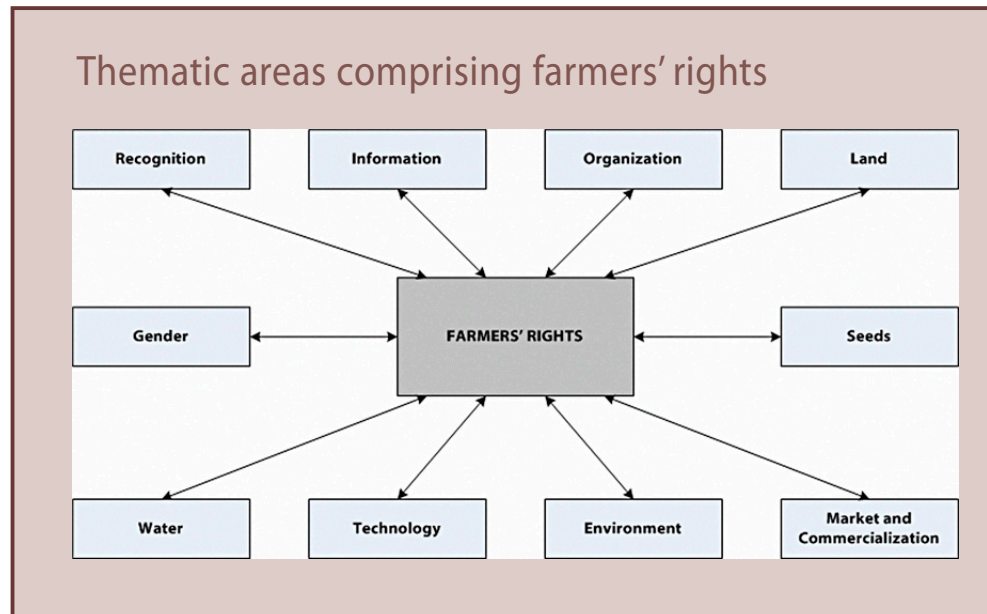 Thematic areas comprising farmers’ rights
Recognition
Information
Organization
Land
Gender
FARMERS’ RIGHTS
Seeds
Water
Technology
Environment
Market and
Commercialization